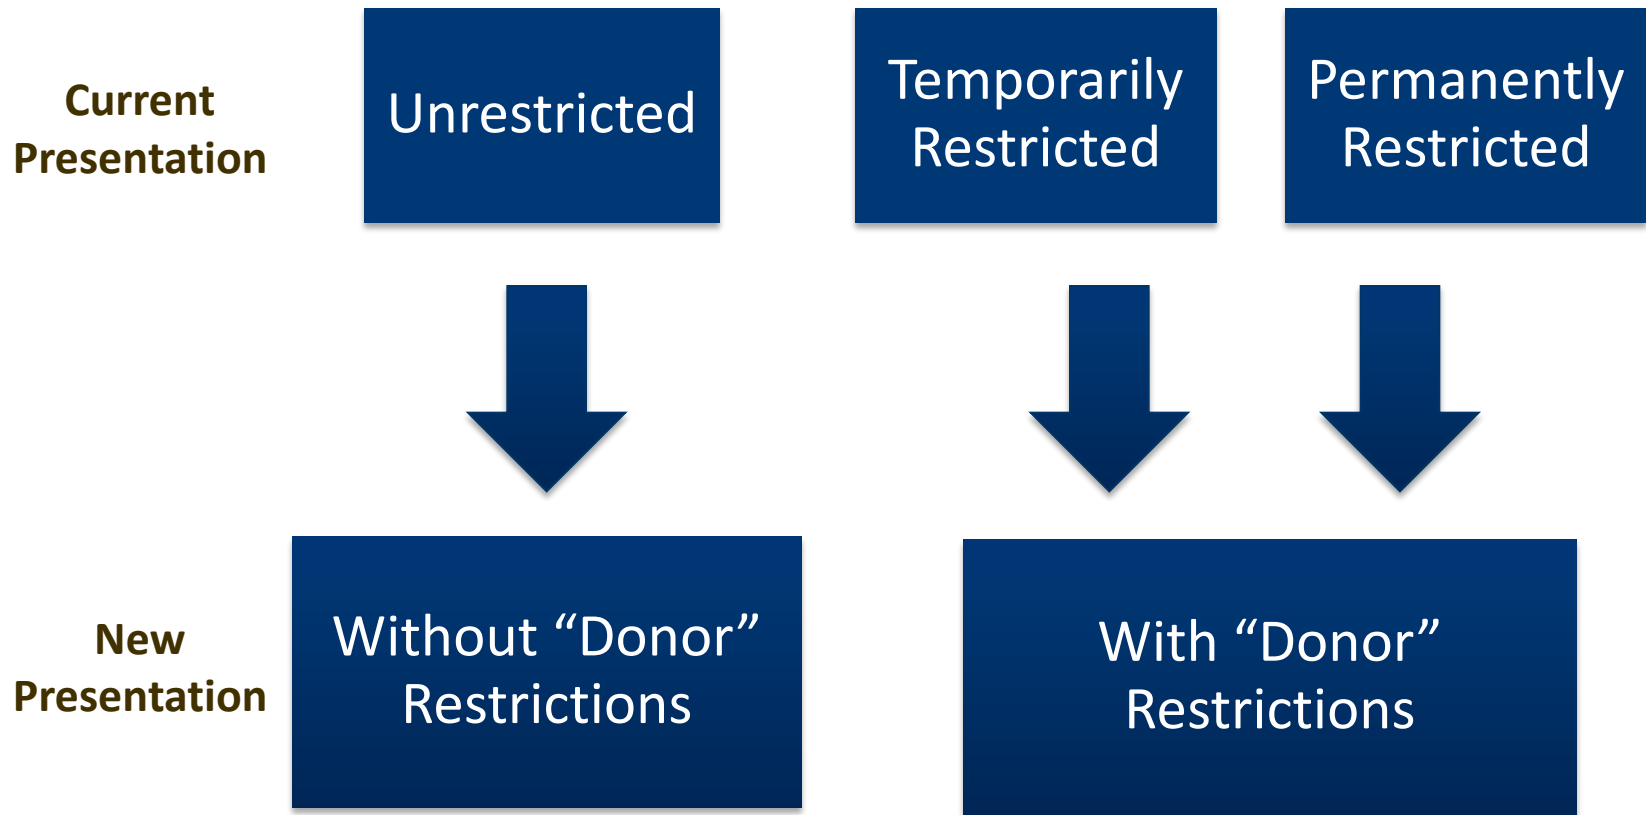 Current
Presentation
Unrestricted
Temporarily
Restricted
Permanently
Restricted
New
Presentation
Without “Donor”
Restrictions
With “Donor”
Restrictions